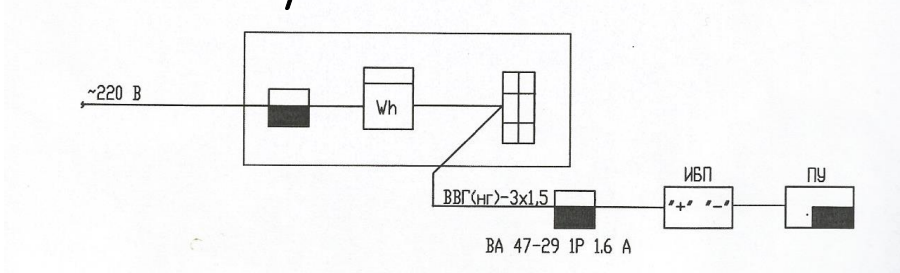 ~220 В
Wh
ИБП
ПУ
ВВГ(нг)-3х1,5
"+" "-"
ВА 47-29 1Р 1.6 А